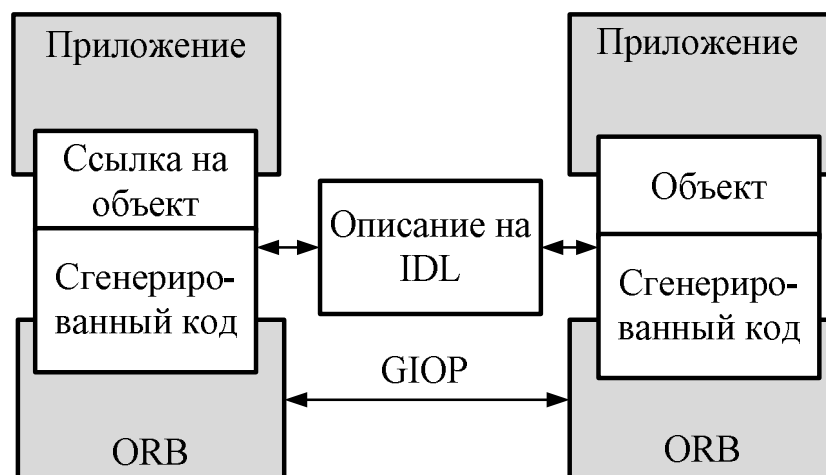 Приложение
Ссылка на
объект
Сгенериро-
ванный код
ORB
Описание на
IDL
GIOP
Приложение
Объект
Сгенериро-
ванный код
ORB